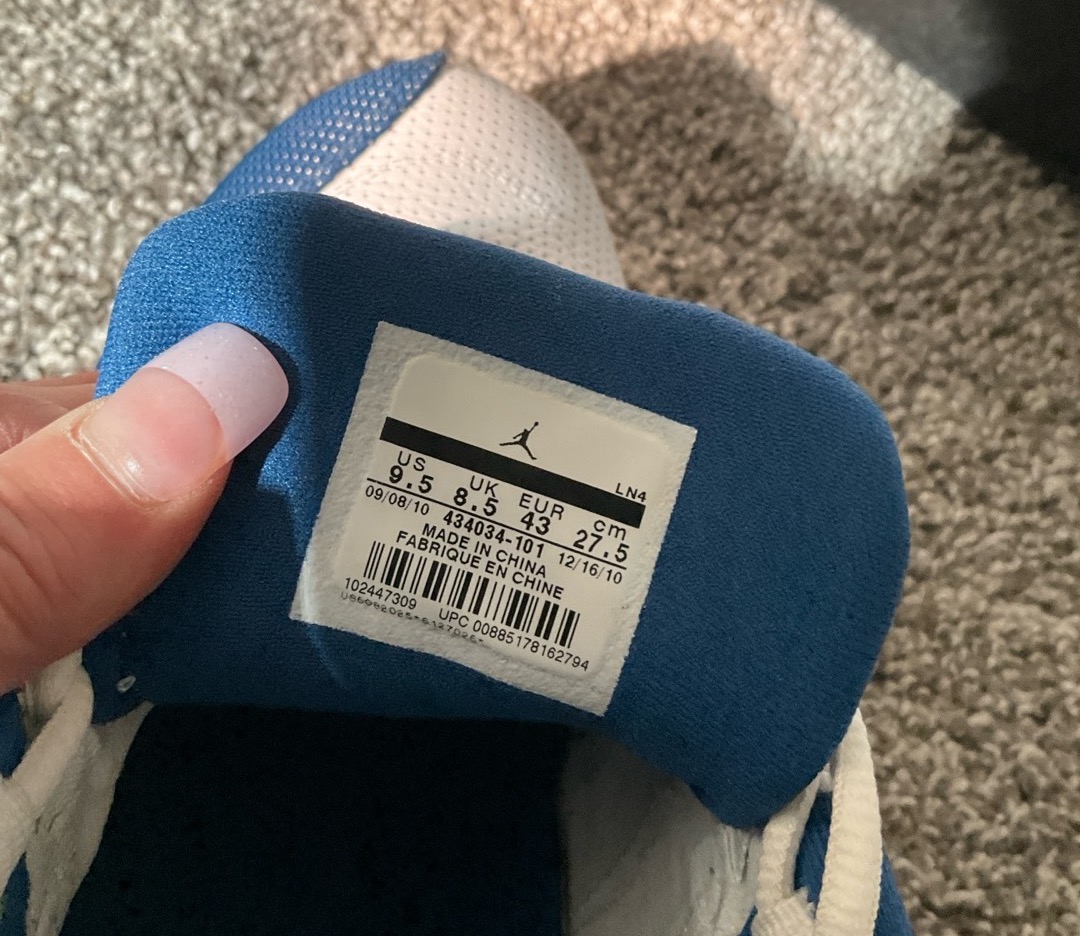 LN4
US UK EUR cm
9.5 8.5 43 27.5
09/08/10 434034-101 12/16/10
MADE IN CHINA
FABRIQUE EN CHINE
102447309 UPC 00885178162794